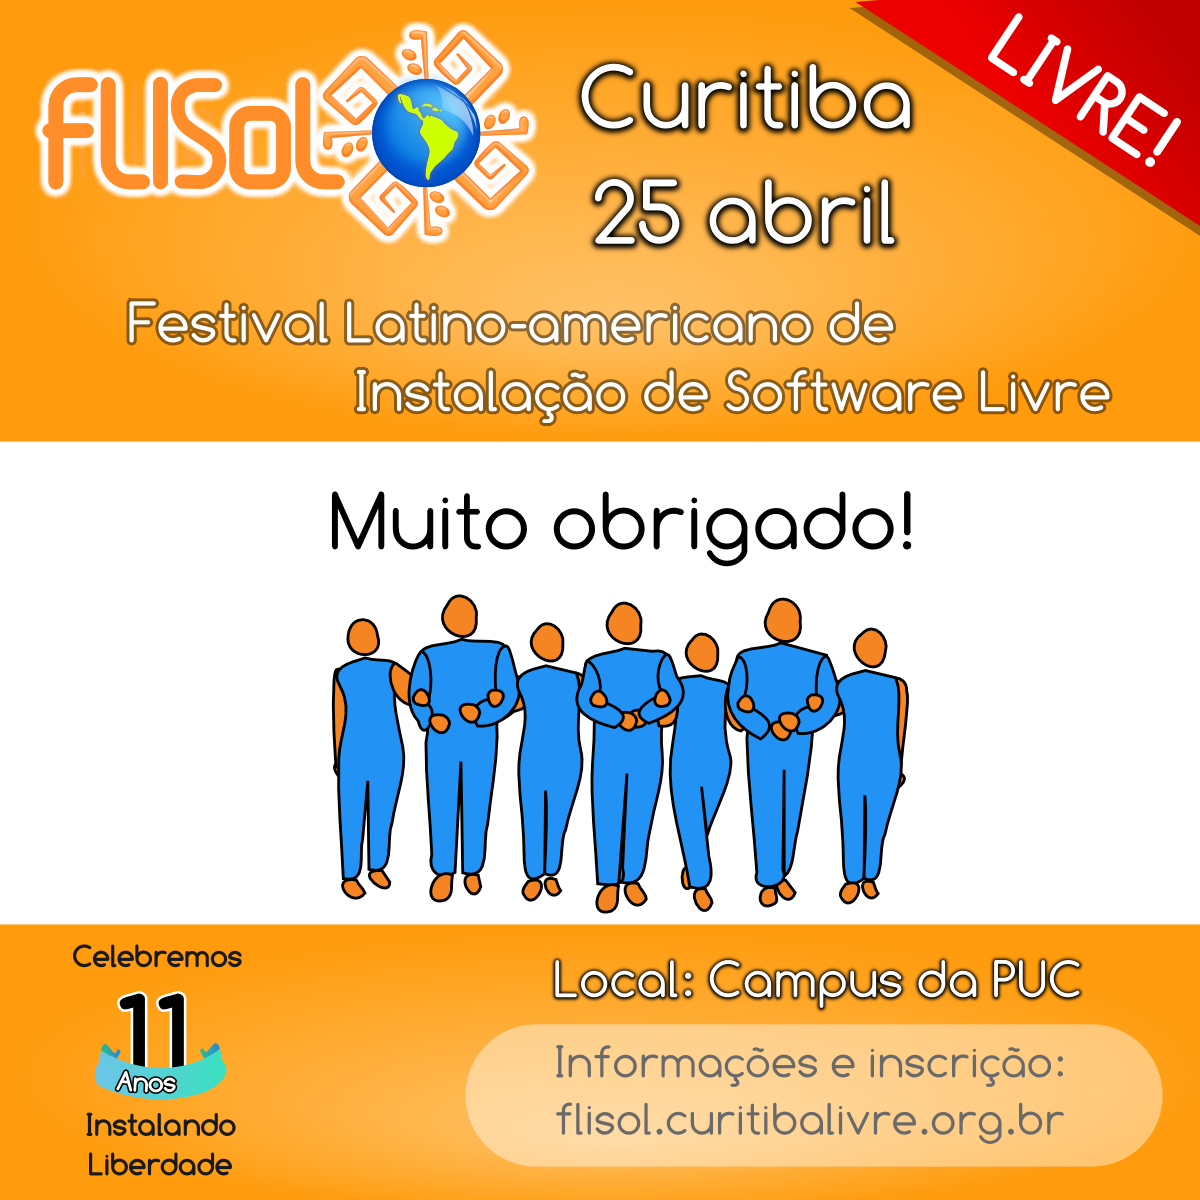 FLISoL
Curitiba
25 abril
LIVRE!
Festival Latino-americano de
Instalação de Software Livre
Muito obrigado!
Celebremos
11
Anos
Instalando
Liberdade
Local: Campus da PUC
Informações e inscrição:
flisol.curitibalivre.org.br